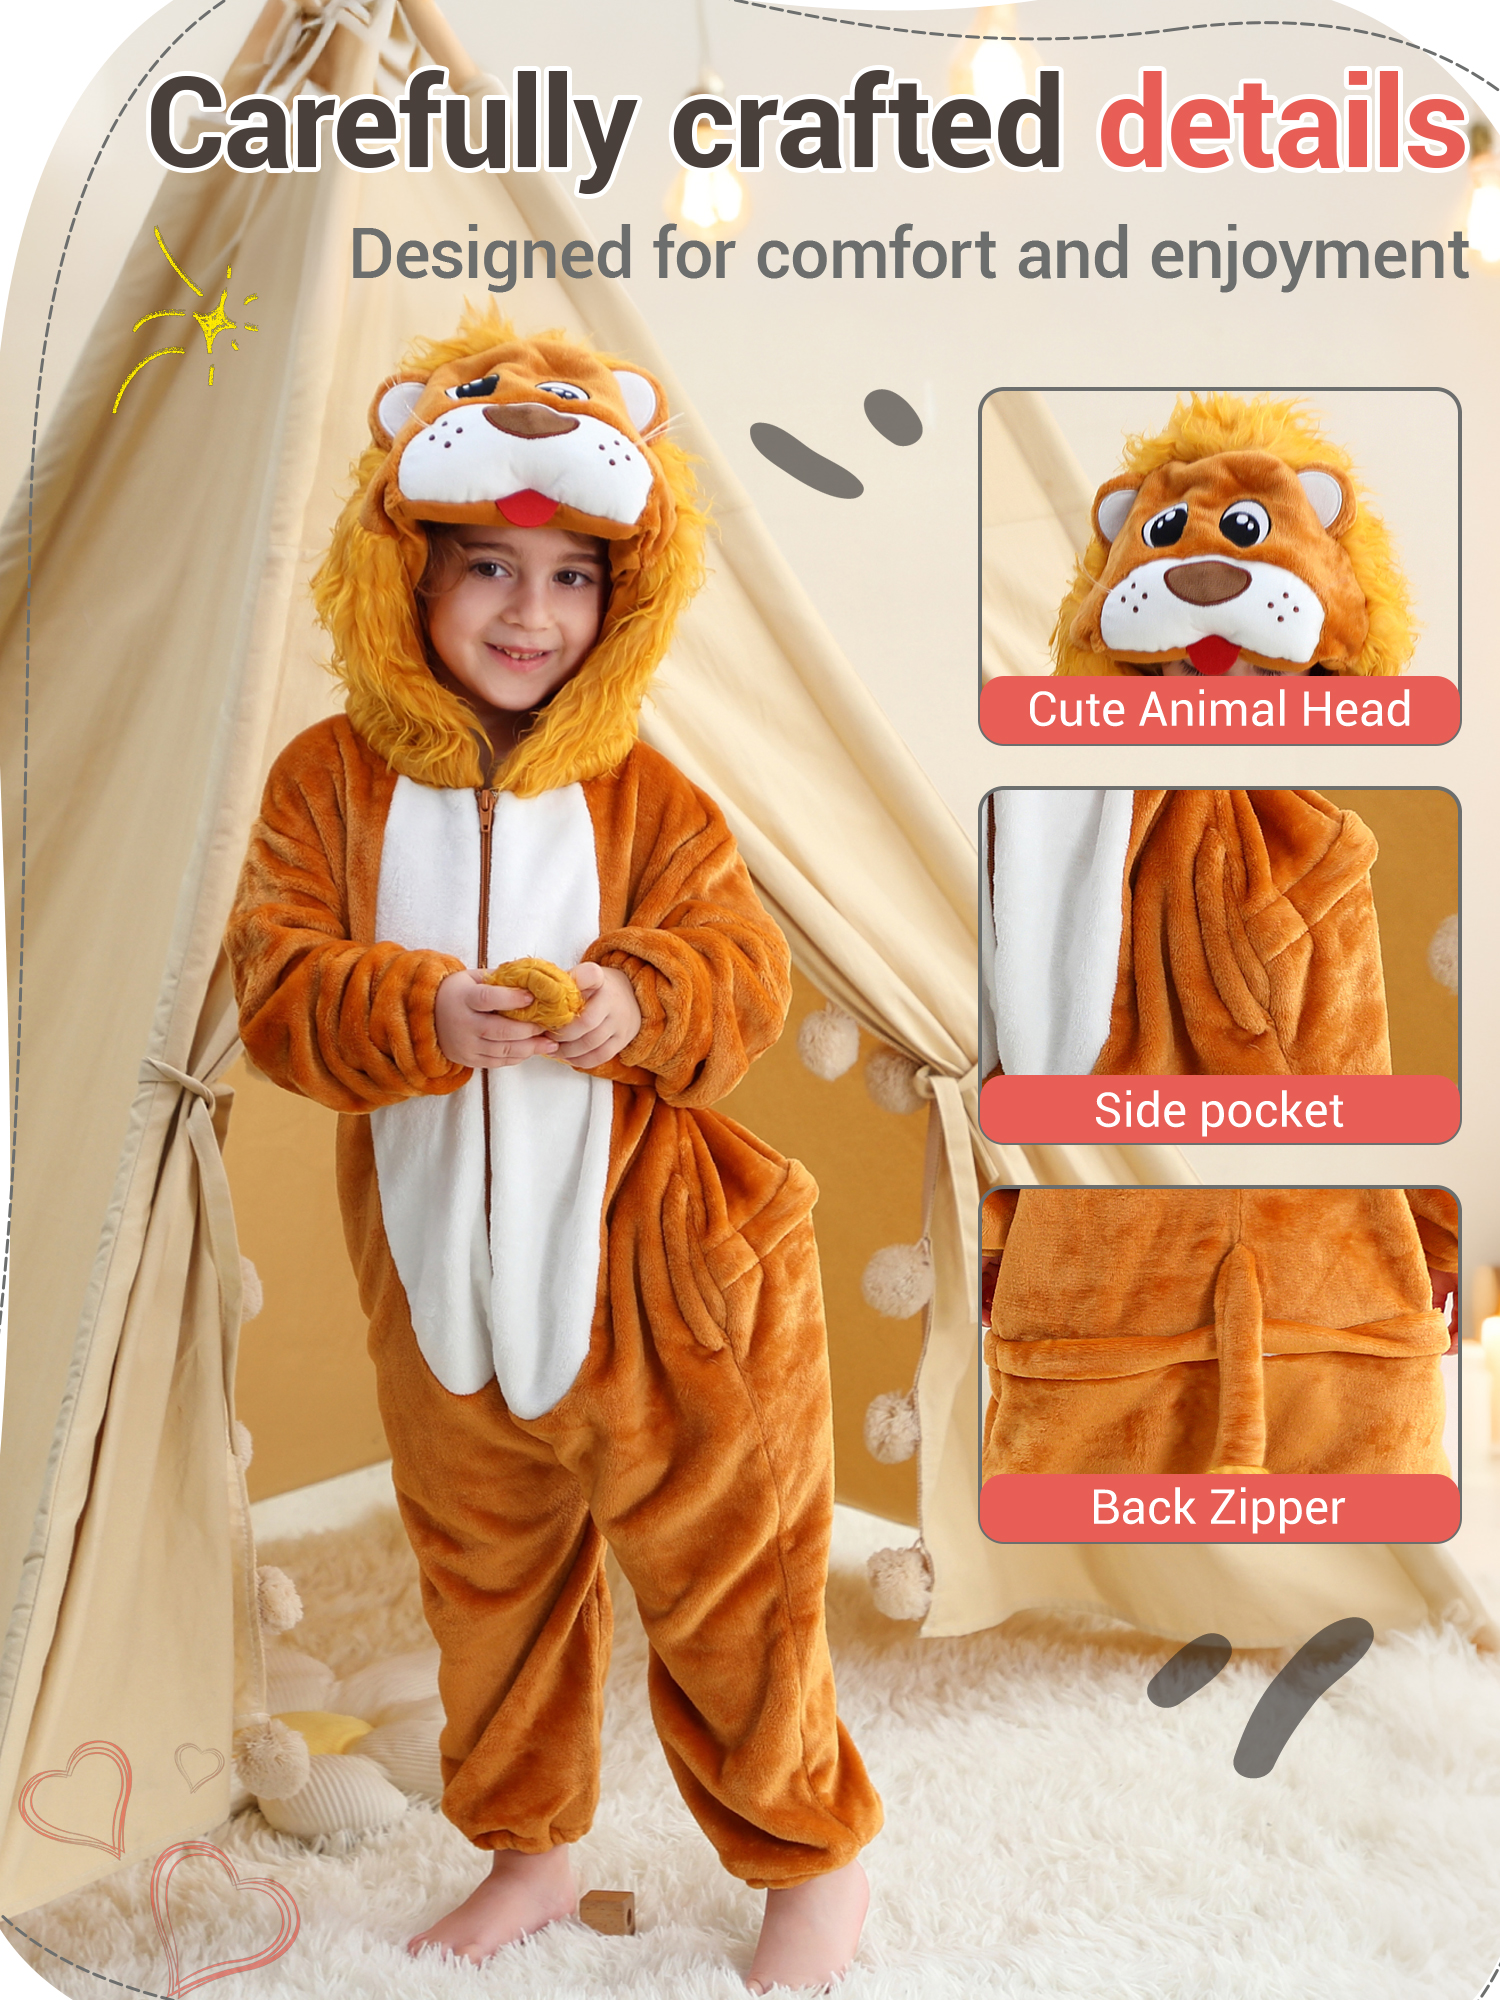 Carefully crafted details
Designed for comfort and enjoyment
Cute Animal Head
Side pocket
Back Zipper